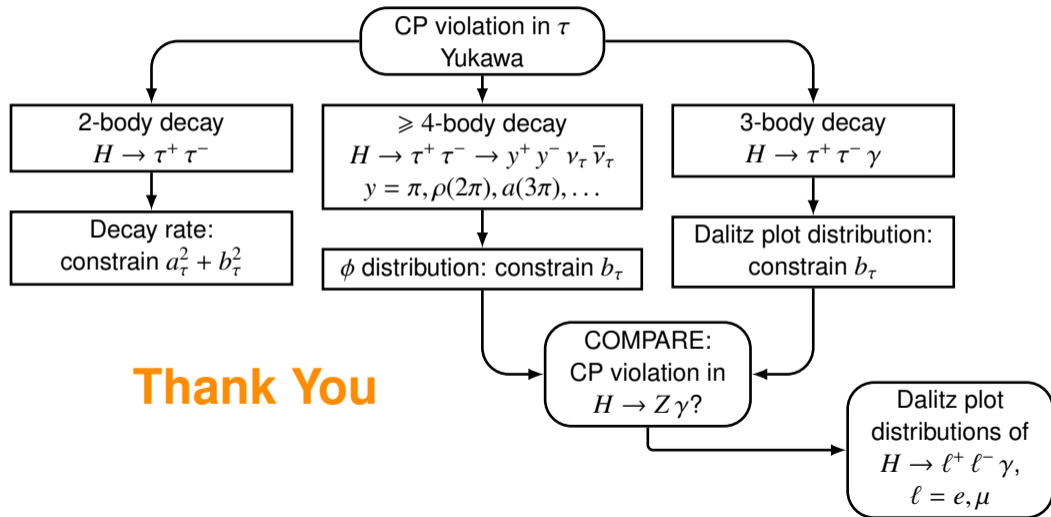 CP violation in τ
Yukawa
2-body decay
H → τ⁺ τ⁻
⩾ 4-body decay
H → τ⁺ τ⁻ → y⁺ y⁻ ν_τ ν̅_τ
y = π, ρ(2π), a(3π), . . .
3-body decay
H → τ⁺ τ⁻ γ
Decay rate:
constrain a_τ² + b_τ²
ϕ distribution: constrain b_τ
Dalitz plot distribution:
constrain b_τ
COMPARE:
CP violation in
H → Z γ?
Thank You
Dalitz plot
distributions of
H → ℓ⁺ ℓ⁻ γ,
ℓ = e, μ